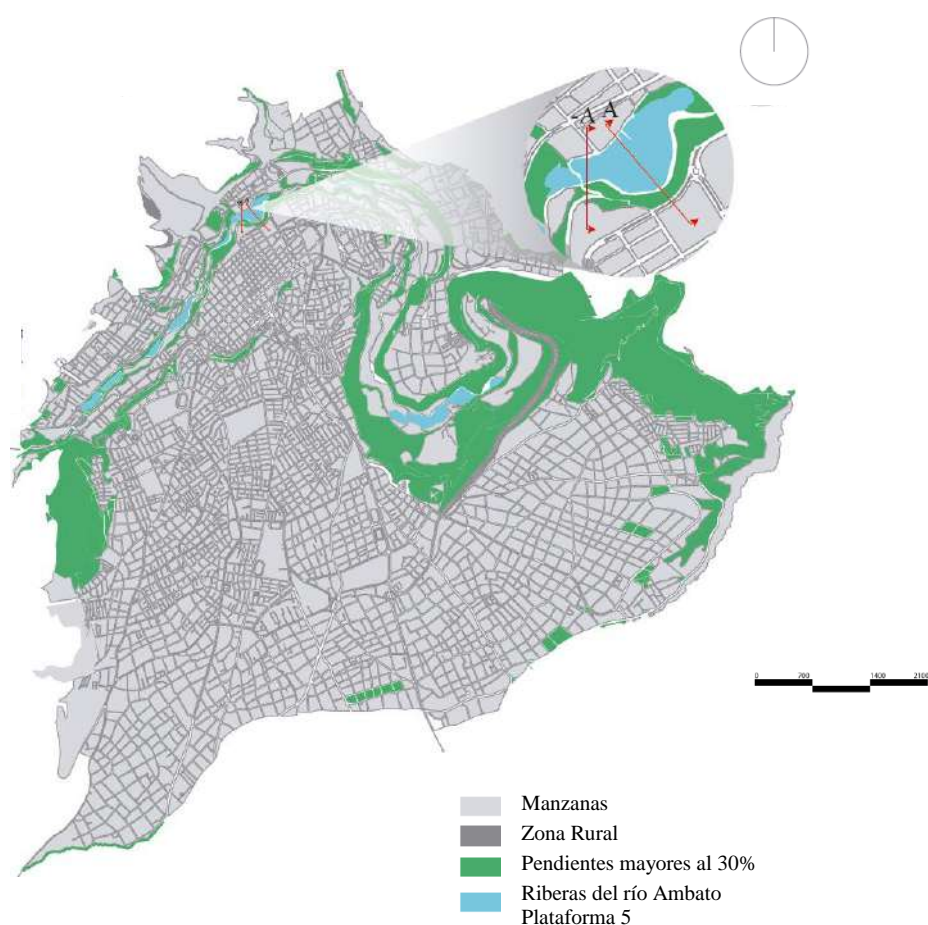 -A A
0 700 1400 2100
Manzanas
Zona Rural
Pendientes mayores al 30%
Riberas del río Ambato
Plataforma 5